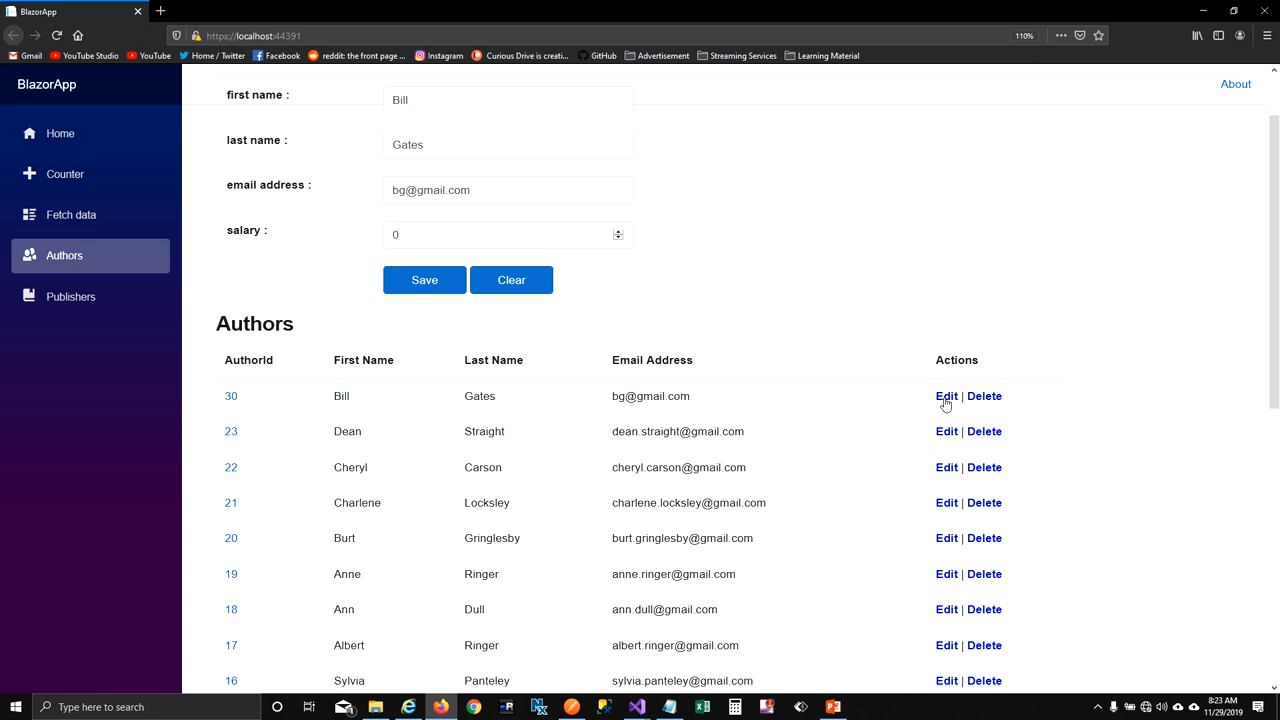 BlazorApp
https://localhost:44391
110%
Gmail YouTube Studio YouTube Home / Twitter Facebook reddit: the front page ... Instagram Curious Drive is creati... GitHub Advertisement Streaming Services Learning Material
BlazorApp
About
Home
Counter
Fetch data
Authors
Publishers
first name : Bill
last name : Gates
email address : bg@gmail.com
salary : 0
Save Clear
Authors
AuthorId First Name Last Name Email Address Actions
30 Bill Gates bg@gmail.com Edit | Delete
23 Dean Straight dean.straight@gmail.com Edit | Delete
22 Cheryl Carson cheryl.carson@gmail.com Edit | Delete
21 Charlene Locksley charlene.locksley@gmail.com Edit | Delete
20 Burt Gringlesby burt.gringlesby@gmail.com Edit | Delete
19 Anne Ringer anne.ringer@gmail.com Edit | Delete
18 Ann Dull ann.dull@gmail.com Edit | Delete
17 Albert Ringer albert.ringer@gmail.com Edit | Delete
16 Sylvia Panteley sylvia.panteley@gmail.com Edit | Delete
Type here to search
8:23 AM
11/29/2019